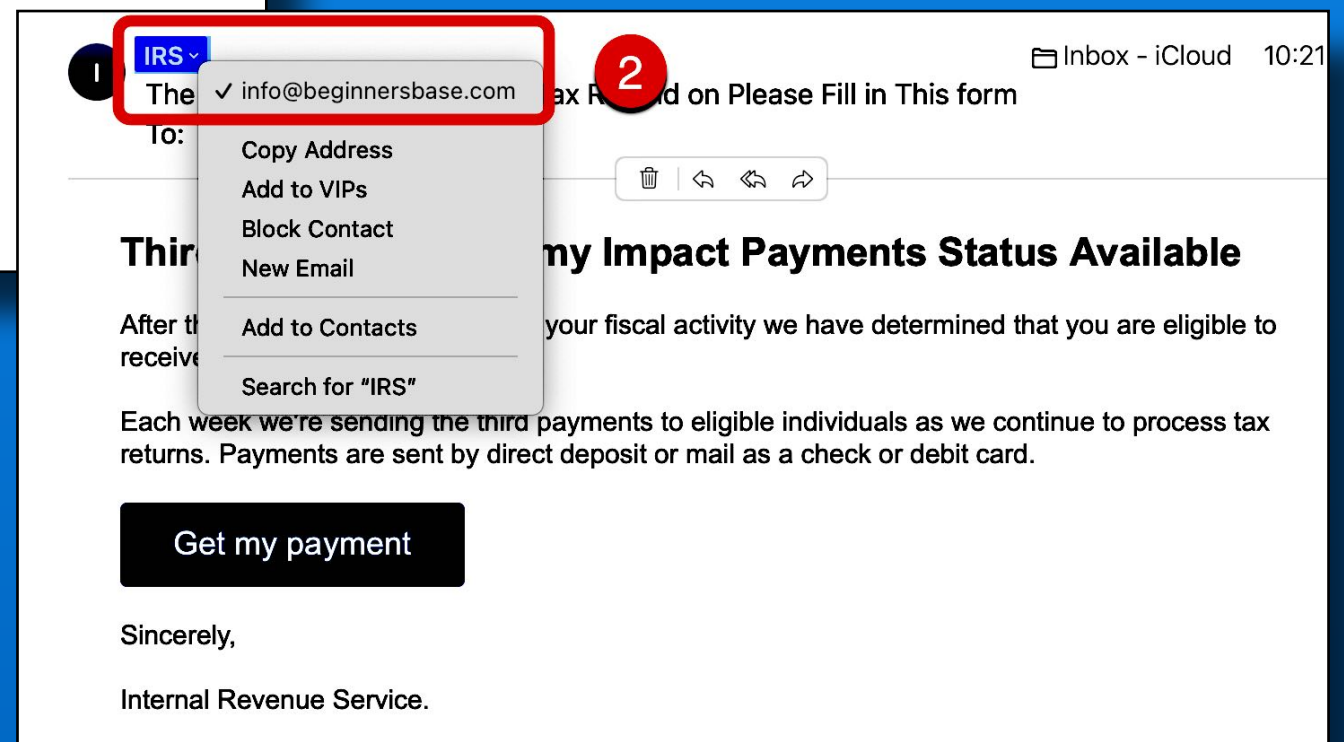 I
IRS
Inbox - iCloud 10:21
info@beginnersbase.com
The on Please Fill in This form
2
To:
Copy Address
Add to VIPs
Block Contact
New Email
Add to Contacts
Search for “IRS”
my Impact Payments Status Available
After your fiscal activity we have determined that you are eligible to
receive
Each week we're sending the third payments to eligible individuals as we continue to process tax
returns. Payments are sent by direct deposit or mail as a check or debit card.
Get my payment
Sincerely,
Internal Revenue Service.